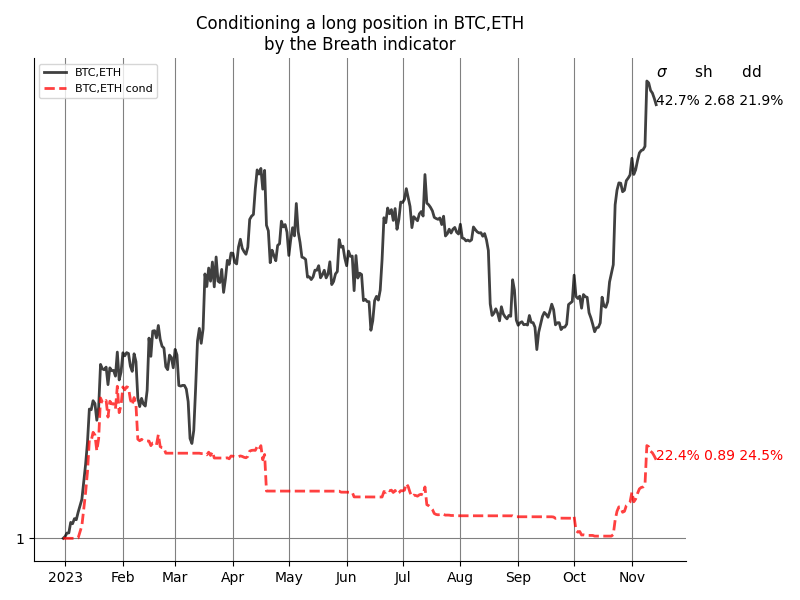 Conditioning a long position in BTC,ETH
by the Breath indicator
BTC,ETH
BTC,ETH cond
σ sh dd
42.7% 2.68 21.9%
22.4% 0.89 24.5%
1
2023 Feb Mar Apr May Jun Jul Aug Sep Oct Nov